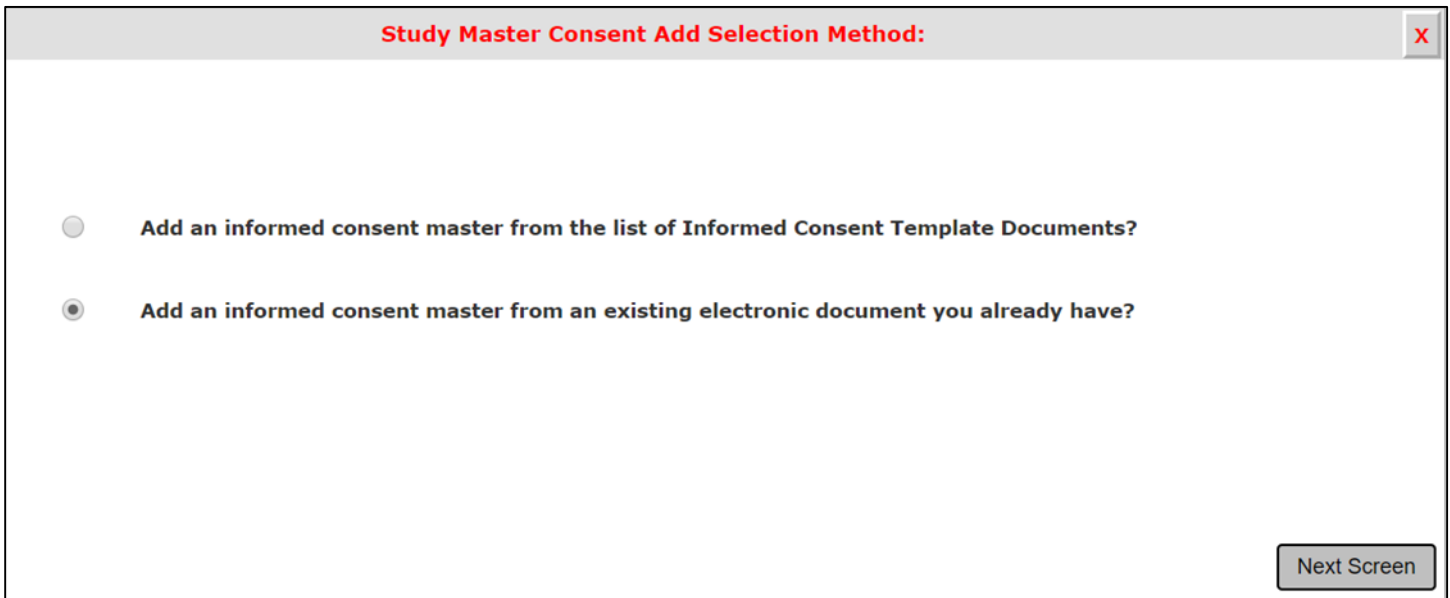 Study Master Consent Add Selection Method:
X
Add an informed consent master from the list of Informed Consent Template Documents?
Add an informed consent master from an existing electronic document you already have?
Next Screen